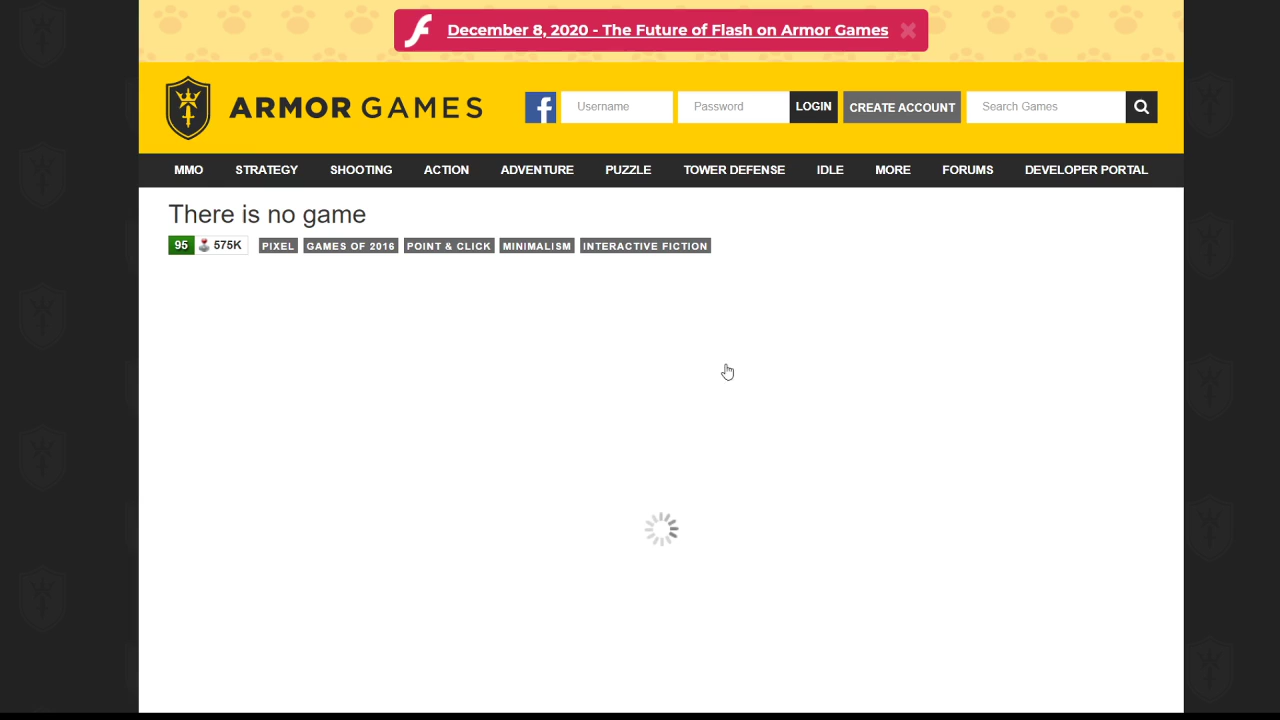 December 8, 2020 - The Future of Flash on Armor Games
ARMOR GAMES
Username
Password
LOGIN
CREATE ACCOUNT
Search Games
MMO STRATEGY SHOOTING ACTION ADVENTURE PUZZLE TOWER DEFENSE IDLE MORE FORUMS DEVELOPER PORTAL
There is no game
95 575K PIXEL GAMES OF 2016 POINT & CLICK MINIMALISM INTERACTIVE FICTION